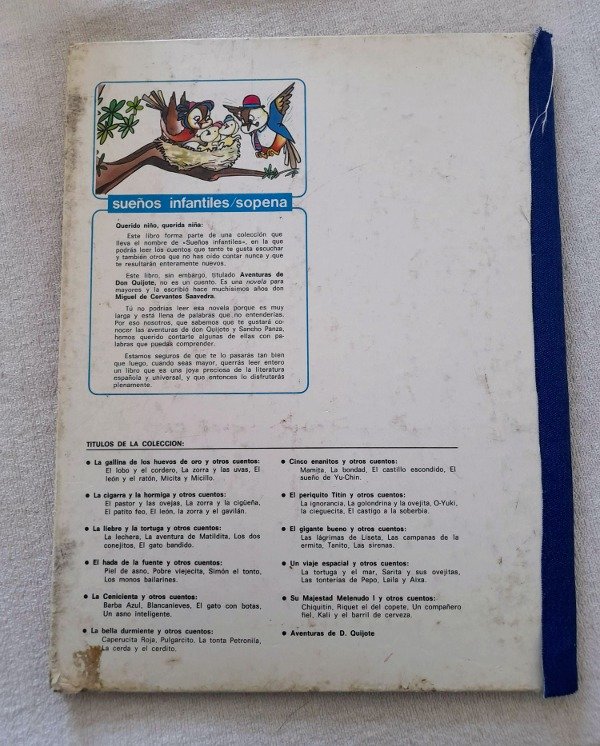 sueños infantiles/sopena
Querido niño, querida niña:
Este libro forma parte de una colección que
lleva el nombre de «Sueños infantiles», en la que
podrás leer los cuentos que tanto te gusta escuchar
y también otros que no has oído contar nunca y que
te resultarán enteramente nuevos.
Este libro, sin embargo, titulado Aventuras de
Don Quijote, no es un cuento. Es una novela para
mayores y la escribió hace muchísimos años don
Miguel de Cervantes Saavedra.
Tú no podrías leer esa novela porque es muy
larga y está llena de palabras que no entenderías.
Por eso nosotros, que sabemos que te gustará co-
nocer las aventuras de don Quijote y Sancho Panza,
hemos querido contarte algunas de ellas con pa-
labras que puedas comprender.
Estamos seguros de que te lo pasarás tan bien
que luego, cuando seas mayor, querrás leer entero
un libro que es una joya preciosa de la literatura
española y universal, y que entonces lo disfrutarás
plenamente.
TITULOS DE LA COLECCION:
• La gallina de los huevos de oro y otros cuentos:
El lobo y el cordero, La zorra y las uvas, El
león y el ratón, Micita y Micillo.
• La cigarra y la hormiga y otros cuentos:
El pastor y las ovejas, La zorra y la cigüeña,
El patito feo, El león, la zorra y el gavilán.
• La liebre y la tortuga y otros cuentos:
La lechera, La aventura de Matildita, Los dos
conejitos, El gato bandido.
• El hada de la fuente y otros cuentos:
Piel de asno, Pobre viejecita, Simón el tonto,
Los monos bailarines.
• La Cenicienta y otros cuentos:
Barba Azul, Blancanieves, El gato con botas,
Un asno inteligente.
• La bella durmiente y otros cuentos:
Caperucita Roja, Pulgarcito, La tonta Petronila,
La cerda y el cerdito.
• Cinco enanitos y otros cuentos:
Memita, La bondad, El castillo escondido, El
sueño de Yu-Chin.
• El periquito Titín y otros cuentos:
La ignorancia, La golondrina y la ovejita, O-Yuki,
la cieguecita, El castigo a la soberbia.
• El gigante bueno y otros cuentos:
Las lágrimas de Liseta, Las campanas de la
ermita, Tanito, Las sirenas.
• Un viaje espacial y otros cuentos:
La tortuga y el mar, Sarita y sus ovejitas,
Las tonterías de Pepo, Leila y Aixa.
• Su Majestad Melenudo I y otros cuentos:
Chiquitín, Riquet el del copete, Un compañero
fiel, Kali y el barril de cerveza.
• Aventuras de D. Quijote